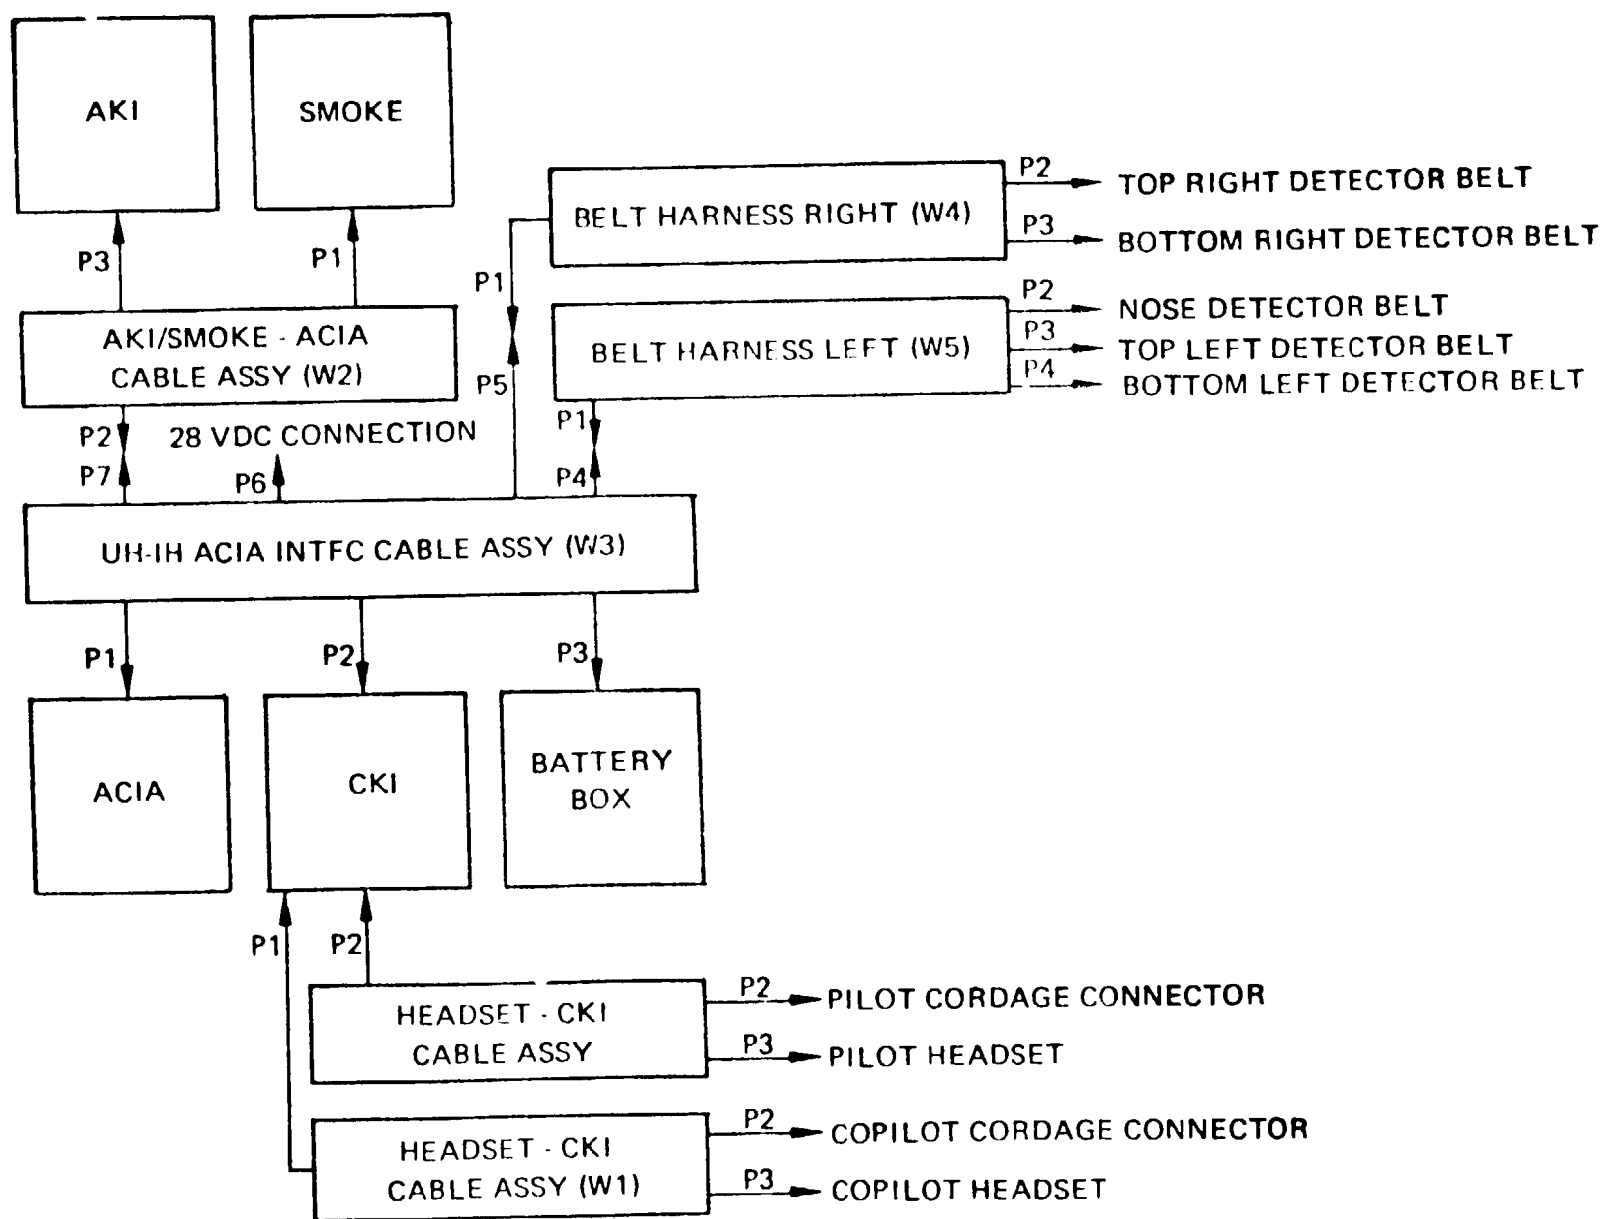 AKI
SMOKE
P3
P1
AKI/SMOKE - ACIA
CABLE ASSY (W2)
P2
28 VDC CONNECTION
P7
P6
P1
P5
BELT HARNESS RIGHT (W4)
P2
TOP RIGHT DETECTOR BELT
P3
BOTTOM RIGHT DETECTOR BELT
BELT HARNESS LEFT (W5)
P2
NOSE DETECTOR BELT
P3
TOP LEFT DETECTOR BELT
P4
BOTTOM LEFT DETECTOR BELT
P1
P4
UH-IH ACIA INTFC CABLE ASSY (W3)
P1
P2
P3
ACIA
CKI
BATTERY
BOX
P1
P2
HEADSET - CKI
CABLE ASSY
P2
PILOT CORDAGE CONNECTOR
P3
PILOT HEADSET
HEADSET - CKI
CABLE ASSY (W1)
P2
COPILOT CORDAGE CONNECTOR
P3
COPILOT HEADSET